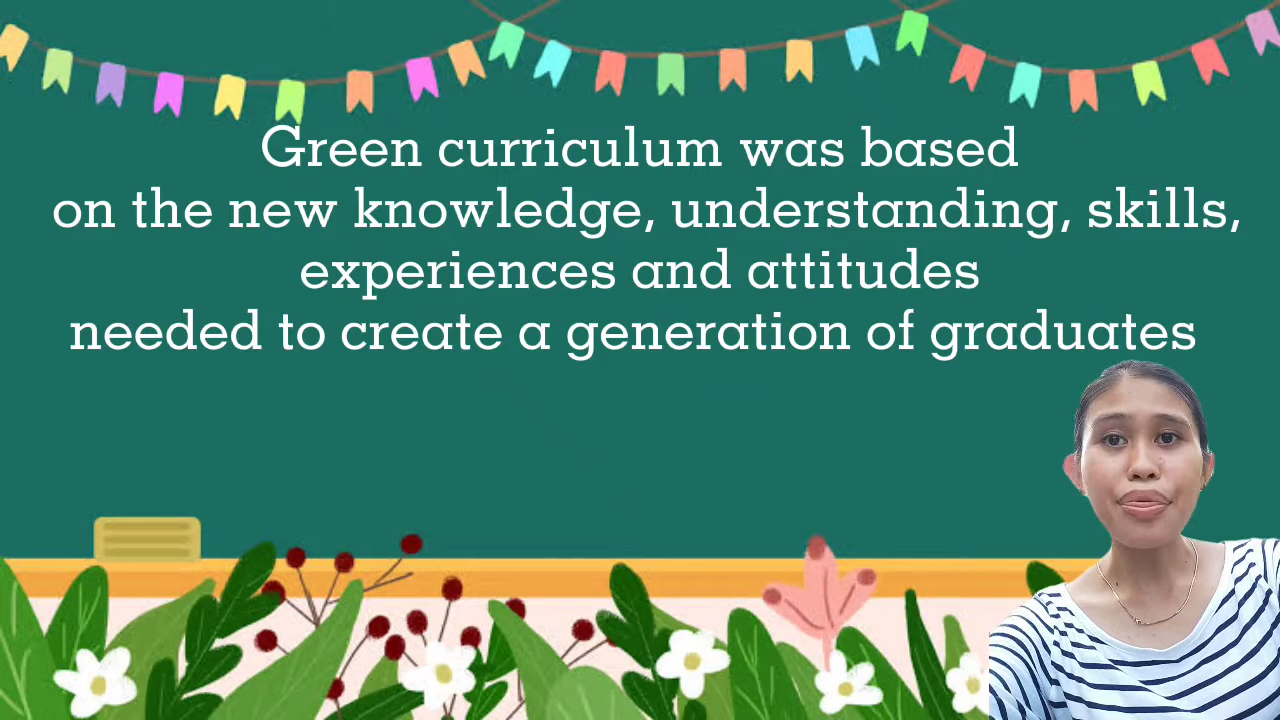 Green curriculum was based
on the new knowledge, understanding, skills,
experiences and attitudes
needed to create a generation of graduates